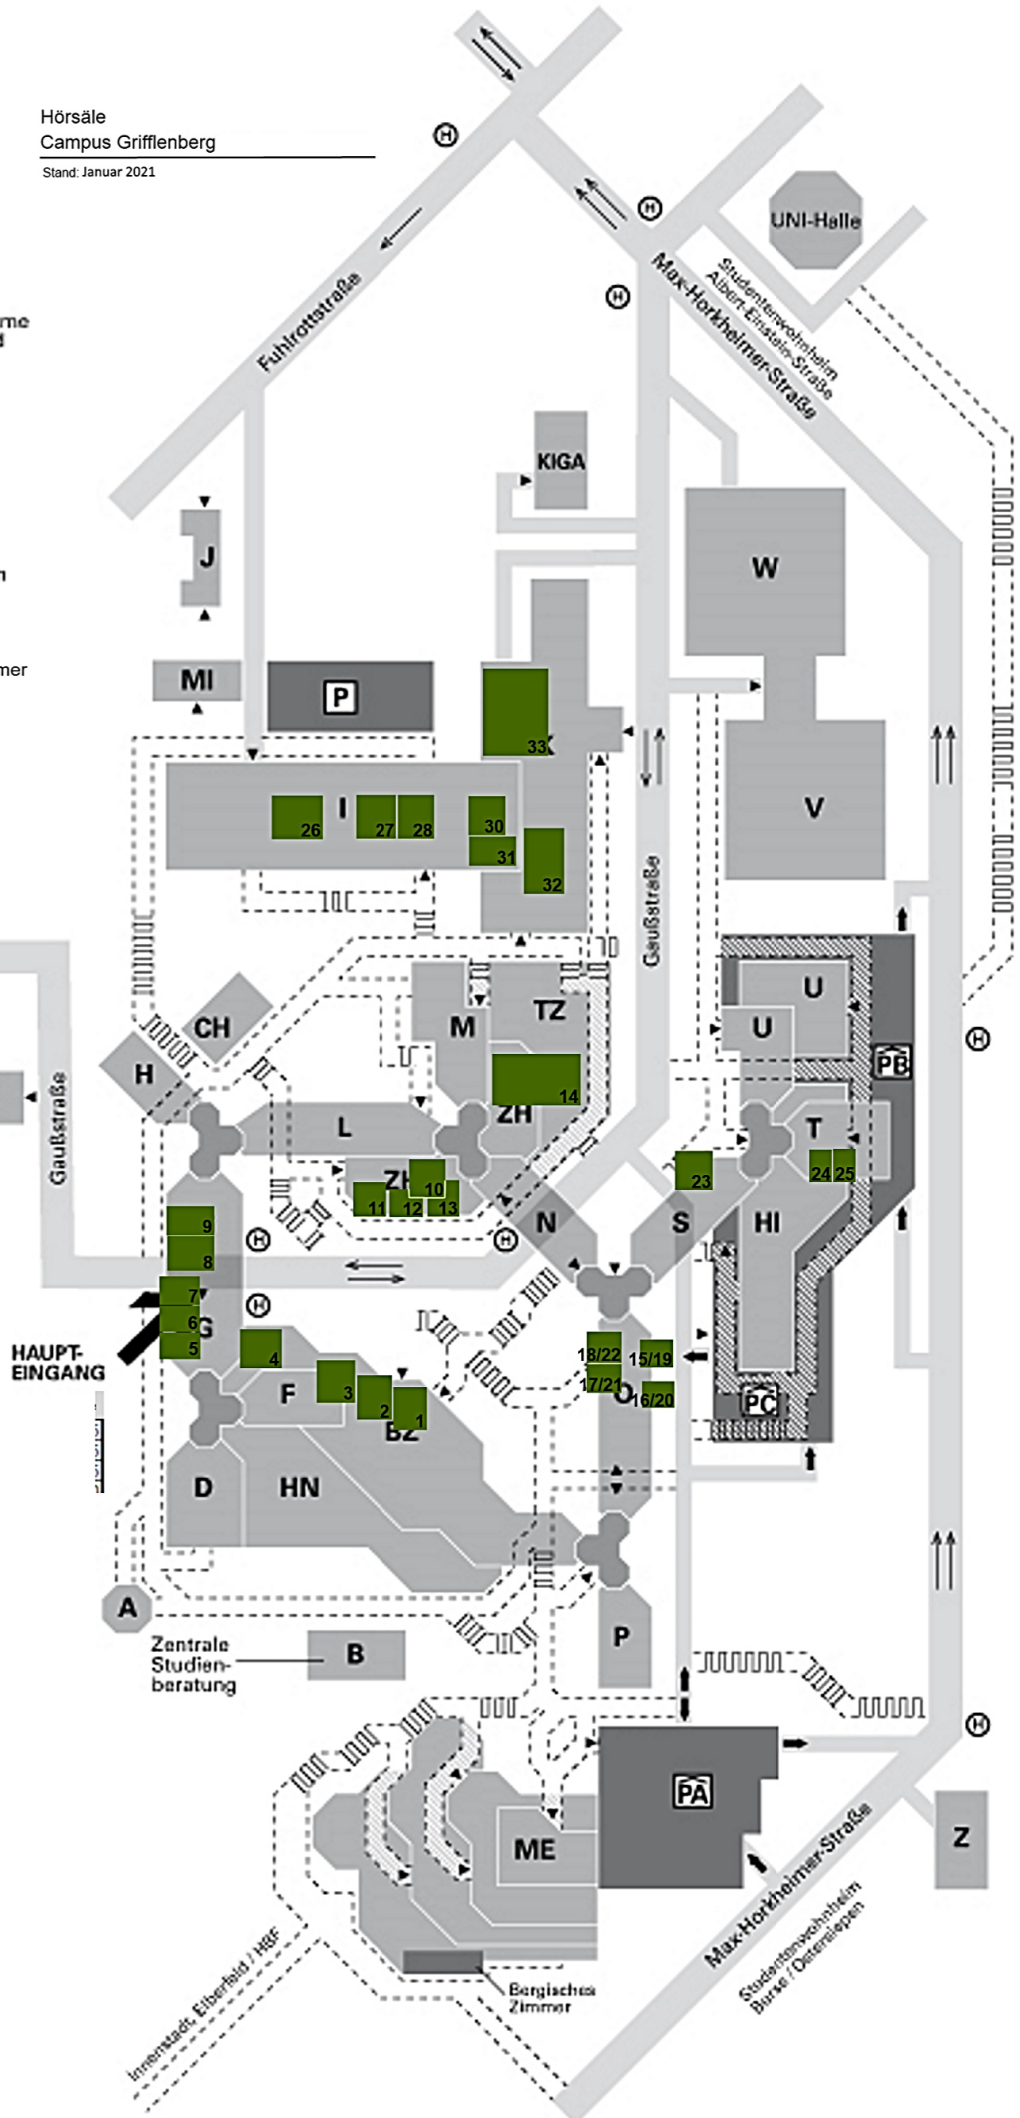 Hörsäle
Campus Grifflenberg
Stand: Januar 2021
H
H
UNI-Halle
H
Studentenwohnheim
Albert-Einstein-Straße
Max-Horkheimer-Straße
Fuhlrottstraße
me
KIGA
J
W
mer
MI
P
33
I
26
27
28
30
31
32
V
Gaußstraße
U
CH
M
TZ
U
H
PB
H
14
ZH
Gaußstraße
L
T
ZH
10
11
12
13
23
24
25
9
8
H
H
N
S
HI
7
6
G
5
H
HAUPT-
EINGANG
4
18/22
15/19
17/21
O
16/20
F
3
2
1
BZ
PC
D
HN
A
Zentrale
Studien-
beratung
B
P
H
PA
ME
Z
Max-Horkheimer-Straße
Studentenwohnheim
Burse / Ostersiepen
Innenstadt, Elberfeld / HBF
Bergisches
Zimmer